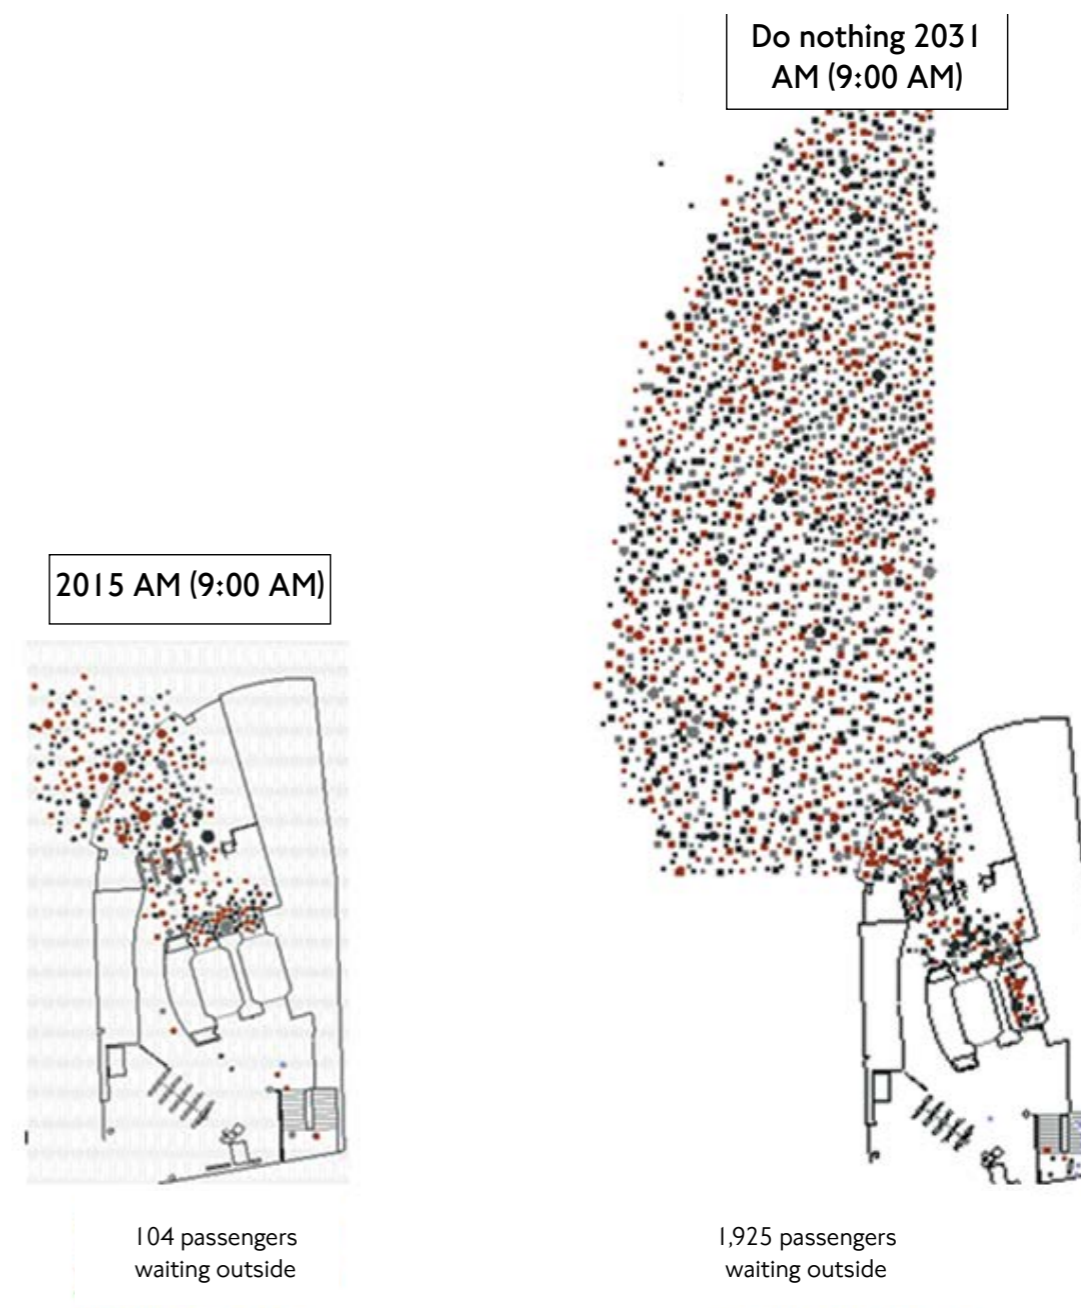 Do nothing 2031
AM (9:00 AM)
2015 AM (9:00 AM)
104 passengers
waiting outside
1,925 passengers
waiting outside